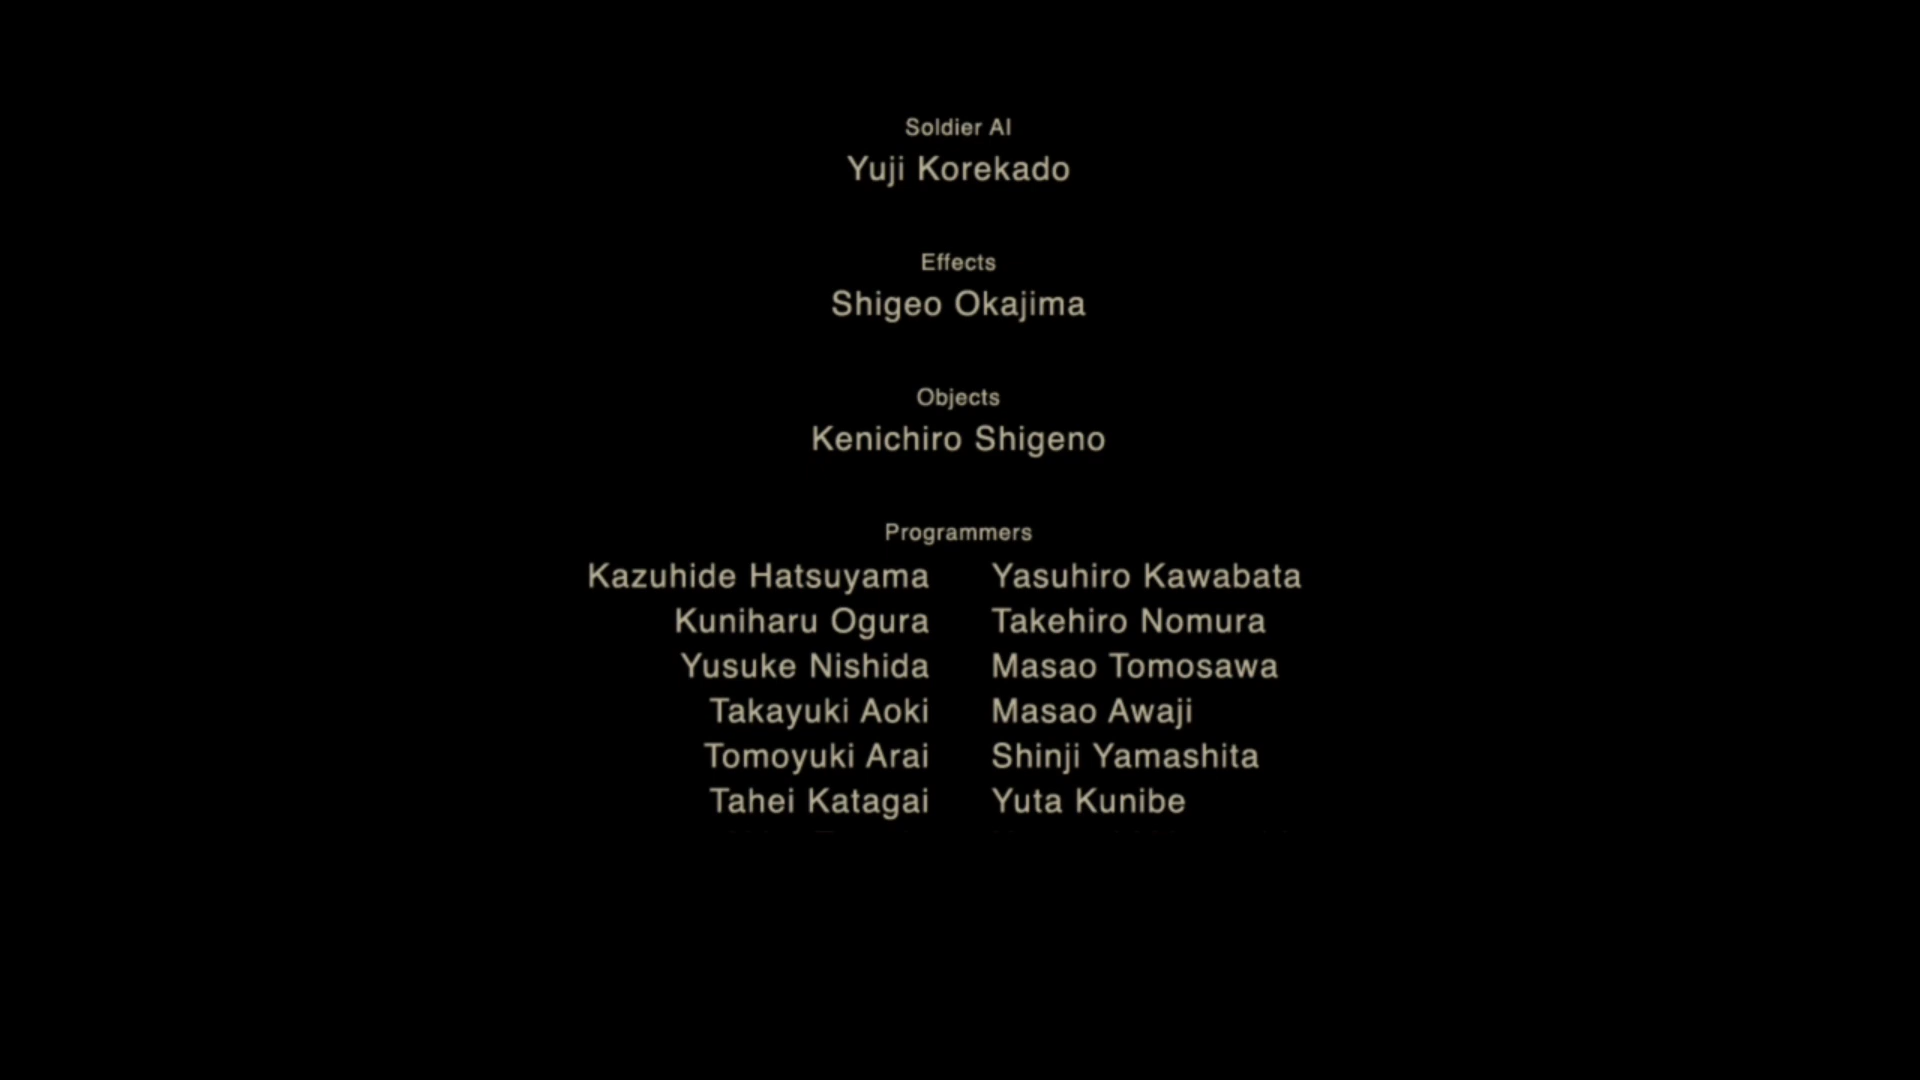 Soldier AI
Yuji Korekado
Effects
Shigeo Okajima
Objects
Kenichiro Shigeno
Programmers
Kazuhide Hatsuyama Yasuhiro Kawabata
Kuniharu Ogura Takehiro Nomura
Yusuke Nishida Masao Tomosawa
Takayuki Aoki Masao Awaji
Tomoyuki Arai Shinji Yamashita
Tahei Katagai Yuta Kunibe